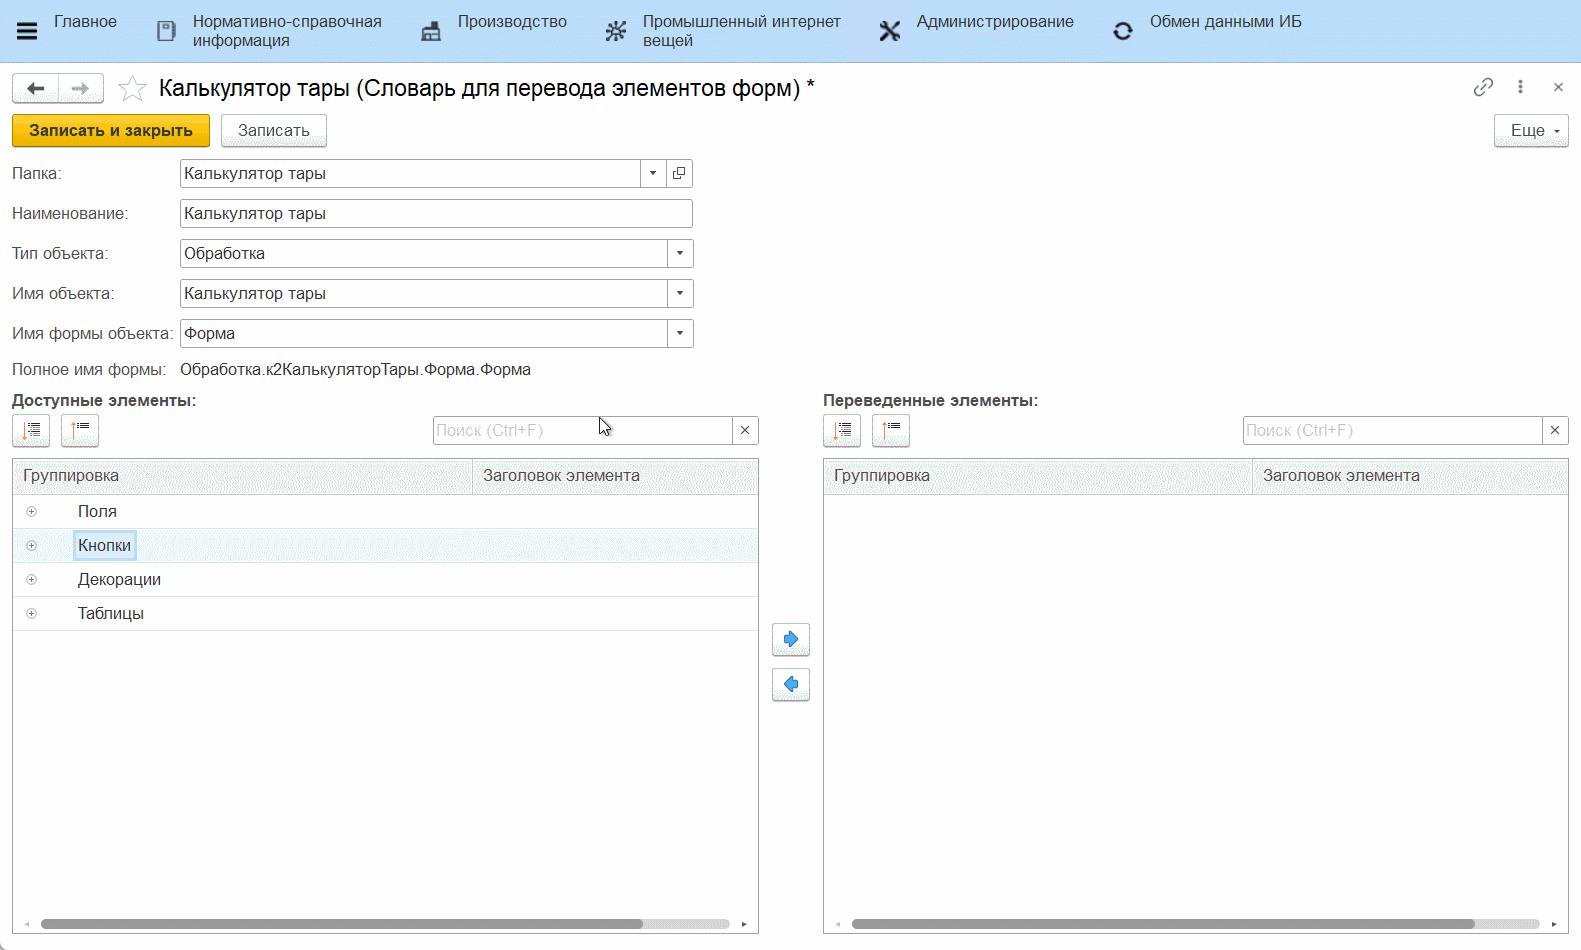 Главное
Нормативно-справочная
информация
Производство
Промышленный интернет
вещей
Администрирование
Обмен данными ИБ
Калькулятор тары (Словарь для перевода элементов форм) *
Записать и закрыть
Записать
Еще
Папка:
Калькулятор тары
Наименование:
Калькулятор тары
Тип объекта:
Обработка
Имя объекта:
Калькулятор тары
Имя формы объекта:
Форма
Полное имя формы:
Обработка.к2КалькуляторТары.Форма.Форма
Доступные элементы:
Поиск (Ctrl+F)
Группировка
Заголовок элемента
Поля
Кнопки
Декорации
Таблицы
Переведенные элементы:
Поиск (Ctrl+F)
Группировка
Заголовок элемента